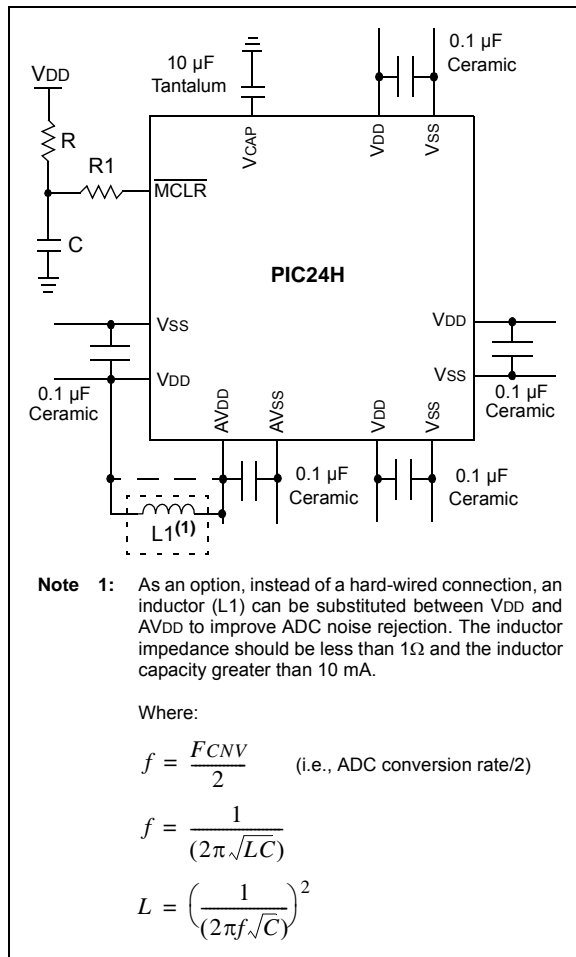 VDD
R
R1
C
10 µF
Tantalum
VCAP
MCLR
0.1 µF
Ceramic
VDD
VSS
PIC24H
VSS
VDD
0.1 µF
Ceramic
VDD
VSS
0.1 µF
Ceramic
AVDD
AVSS
VDD
VSS
0.1 µF
Ceramic
0.1 µF
Ceramic
L1(1)
Note 1: As an option, instead of a hard-wired connection, an
inductor (L1) can be substituted between VDD and
AVDD to improve ADC noise rejection. The inductor
impedance should be less than 1Ω and the inductor
capacity greater than 10 mA.
Where:
f = FCNV / 2 (i.e., ADC conversion rate/2)
f = 1 / (2π√LC)
L = (1 / (2πf√C))²